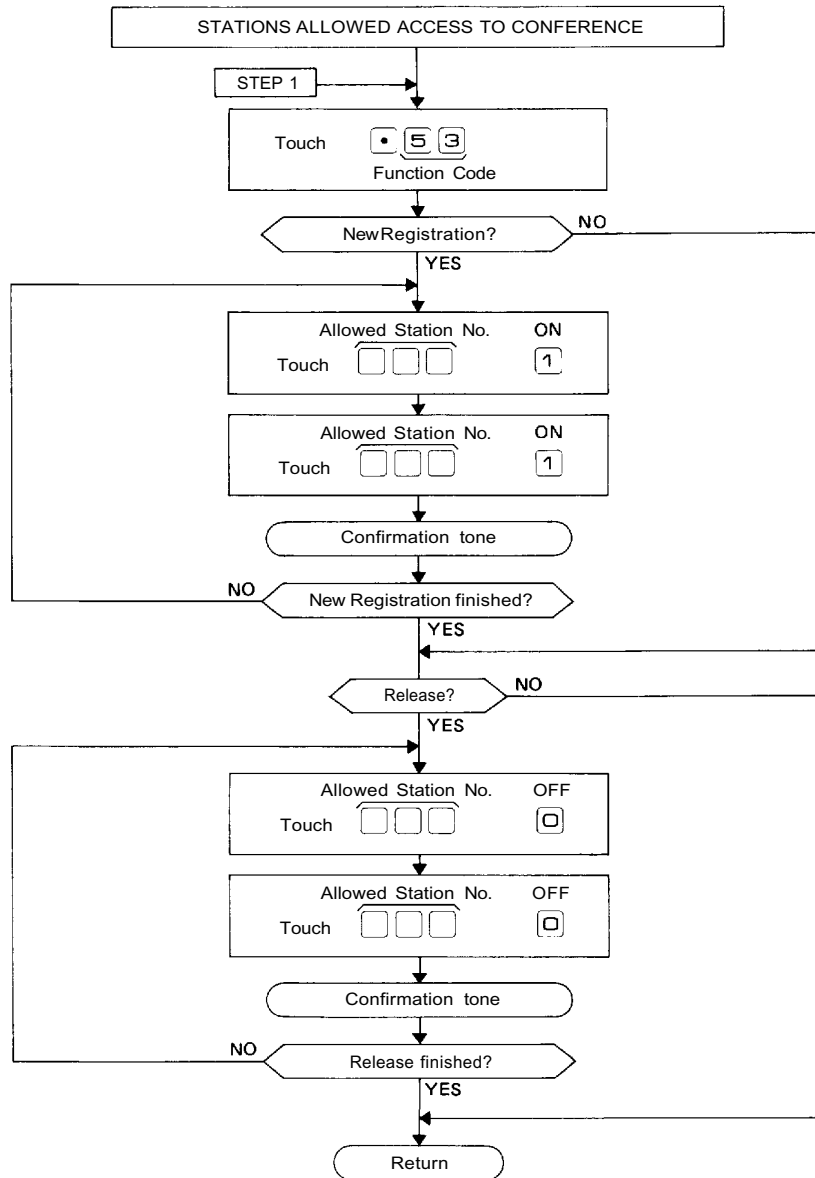 STATIONS ALLOWED ACCESS TO CONFERENCE
STEP 1
Touch • 5 3
Function Code
New Registration? NO
YES
Allowed Station No. ON
Touch 1
Allowed Station No. ON
Touch 1
Confirmation tone
NO New Registration finished?
YES
Release? NO
YES
Allowed Station No. OFF
Touch 0
Allowed Station No. OFF
Touch 0
Confirmation tone
NO Release finished?
YES
Return